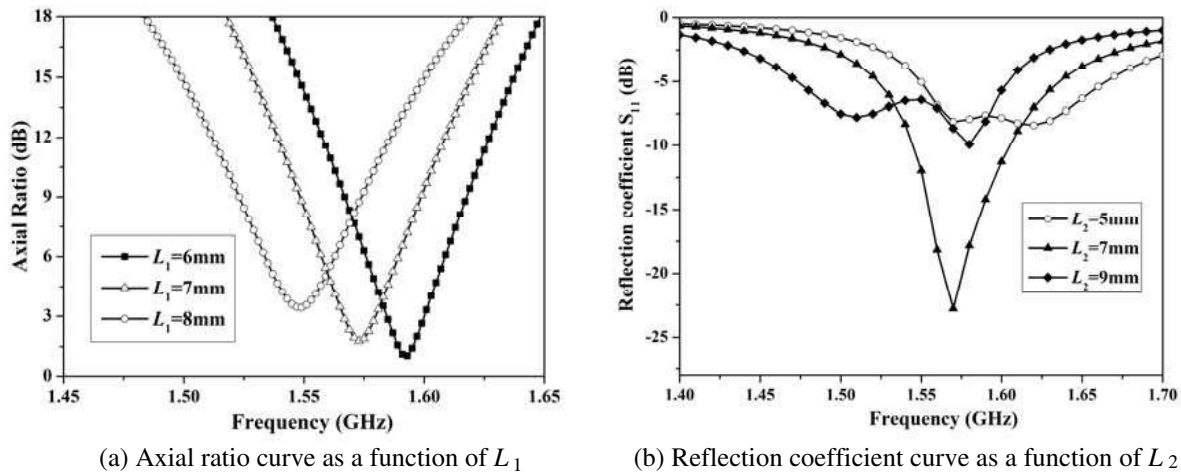 18
15
12
9
6
3
0
Axial Ratio (dB)
L1=6mm
L1=7mm
L1=8mm
1.45 1.50 1.55 1.60 1.65
Frequency (GHz)
(a) Axial ratio curve as a function of L1
0
-5
-10
-15
-20
-25
Reflection coefficient S11 (dB)
L2=5mm
L2=7mm
L2=9mm
1.40 1.45 1.50 1.55 1.60 1.65 1.70
Frequency (GHz)
(b) Reflection coefficient curve as a function of L2